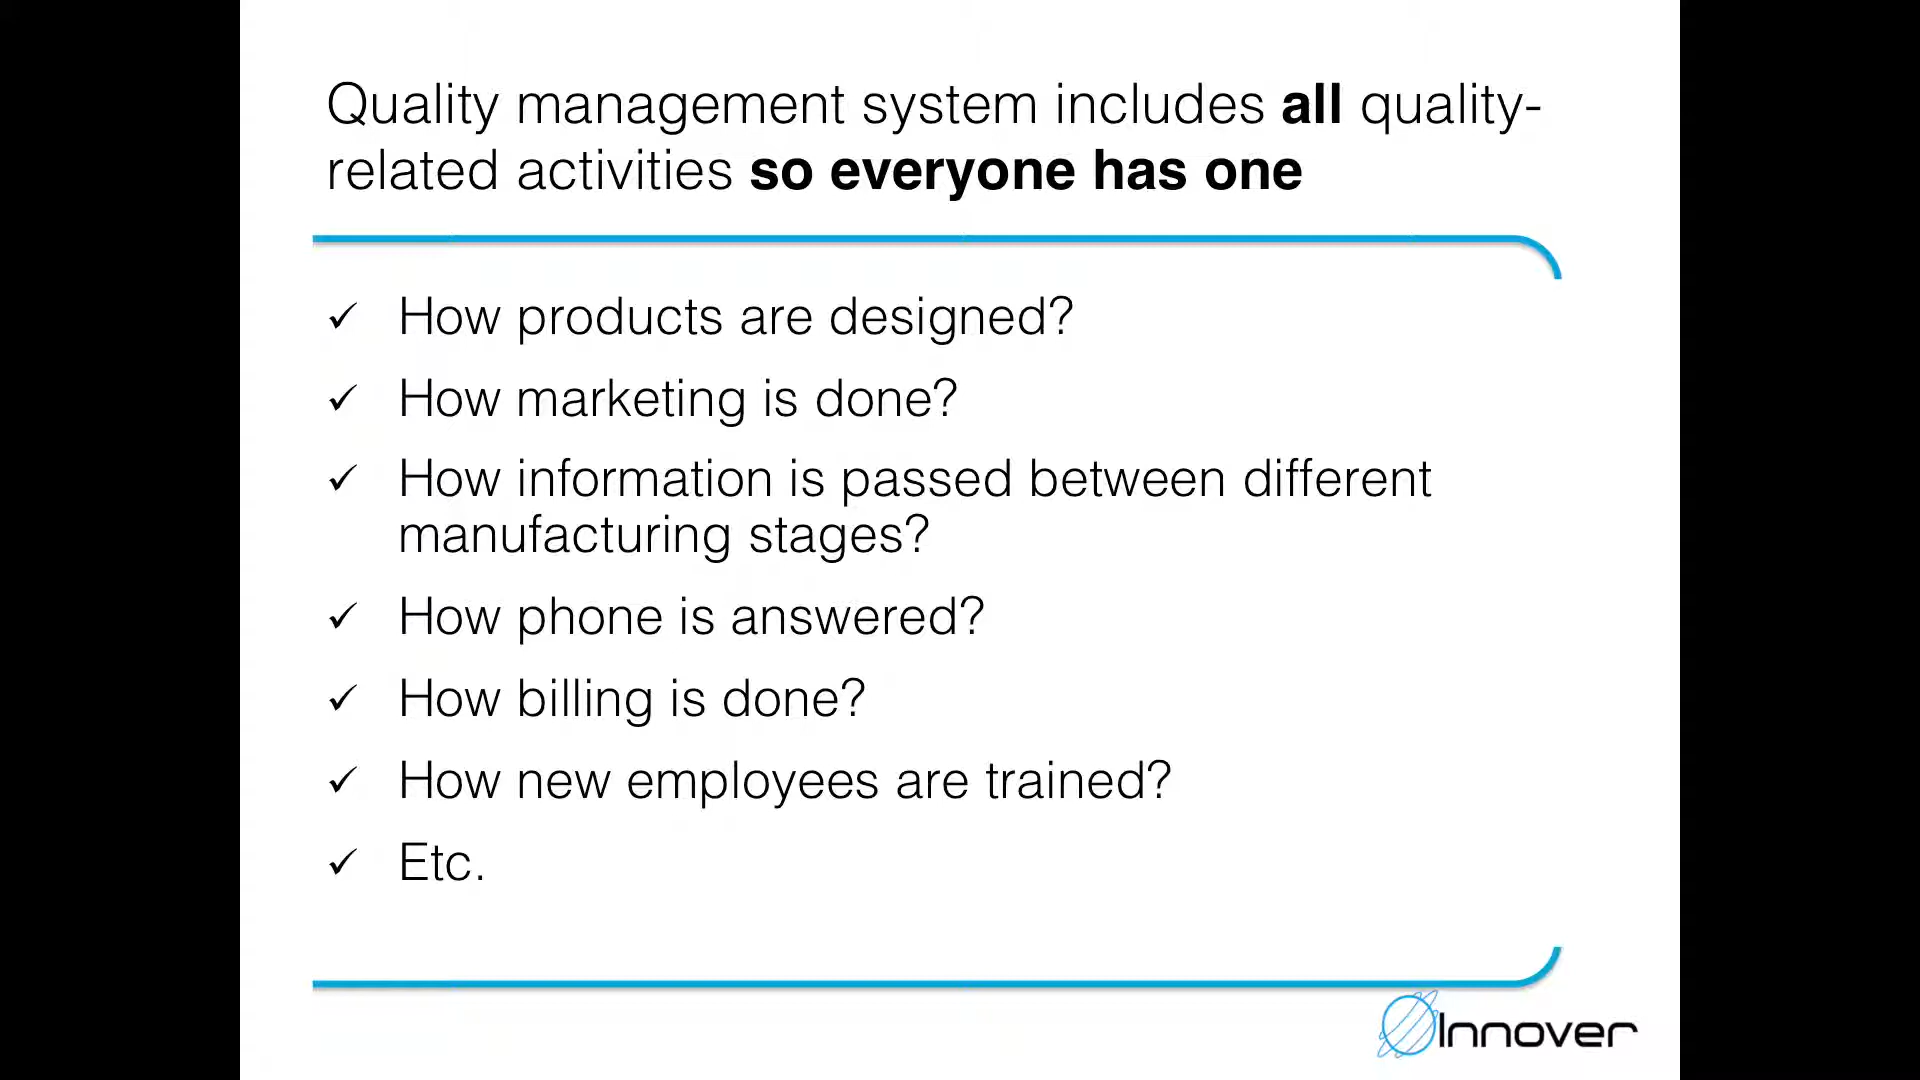 Quality management system includes all quality-
related activities so everyone has one
✓ How products are designed?
✓ How marketing is done?
✓ How information is passed between different
manufacturing stages?
✓ How phone is answered?
✓ How billing is done?
✓ How new employees are trained?
✓ Etc.
Innover